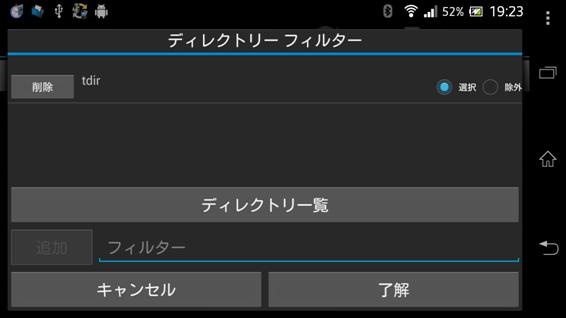 52% 19:23
ディレクトリー フィルター
削除 tdir 選択 除外
ディレクトリ一覧
追加 フィルター
キャンセル 了解